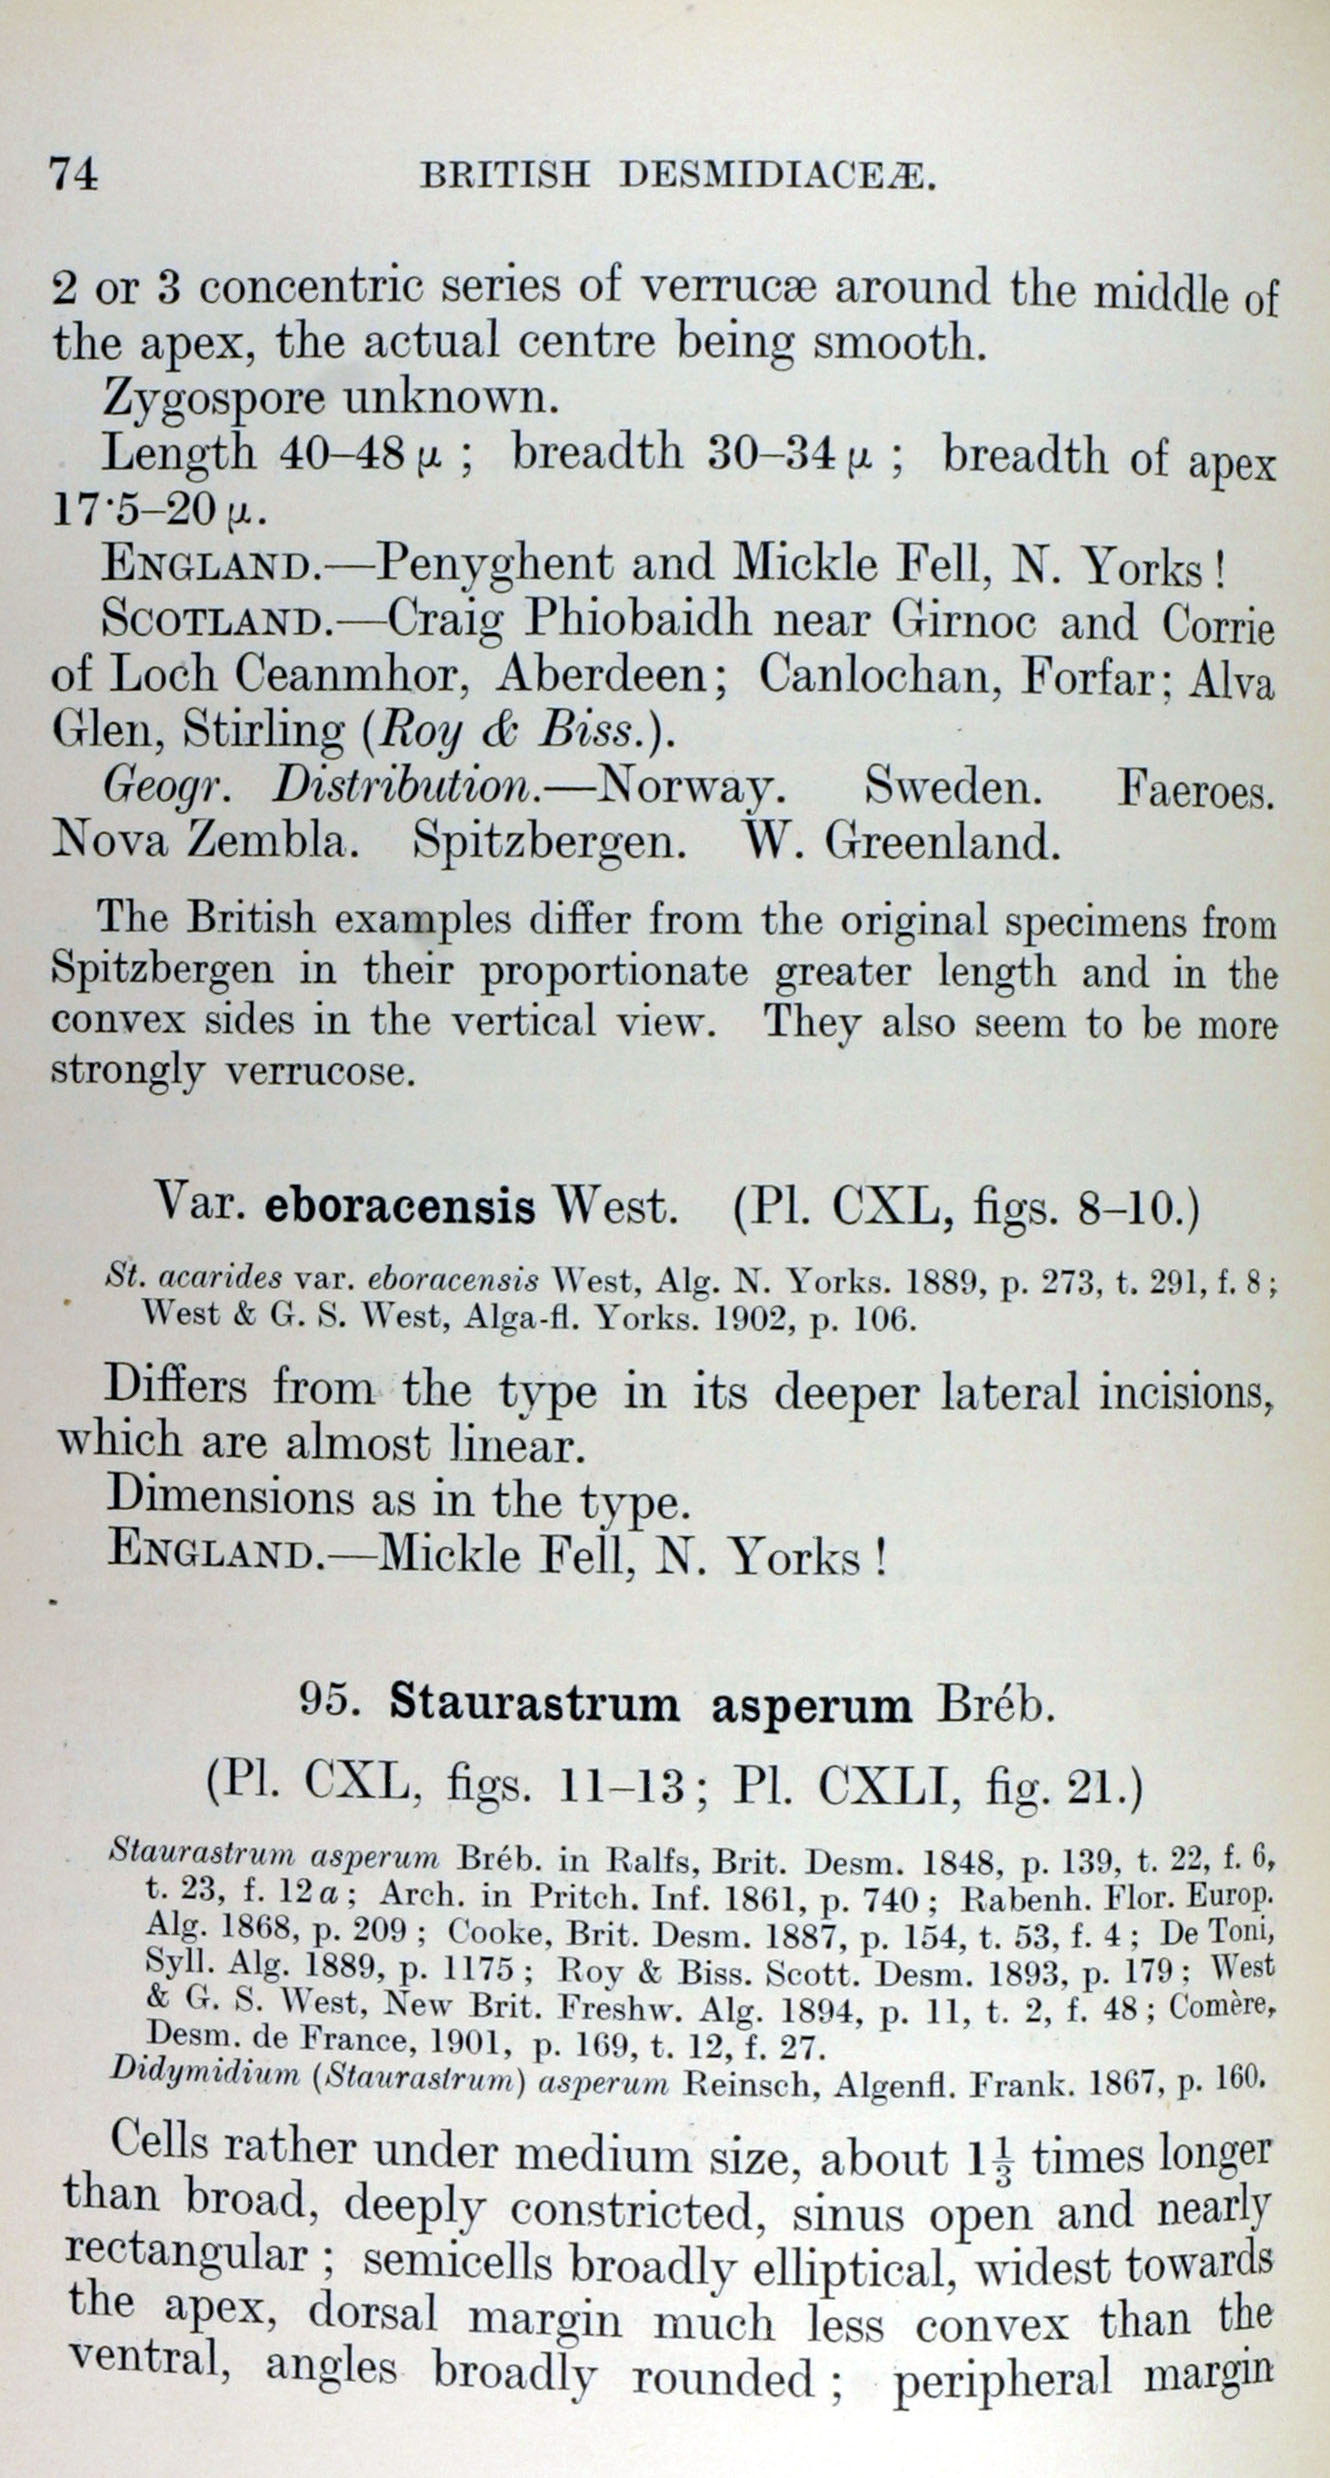 74 BRITISH DESMIDIACEÆ.
2 or 3 concentric series of verrucæ around the middle of
the apex, the actual centre being smooth.
Zygospore unknown.
Length 40–48 μ ; breadth 30–34 μ ; breadth of apex
17·5–20 μ.
ENGLAND.—Penyghent and Mickle Fell, N. Yorks !
SCOTLAND.—Craig Phiobaidh near Girnoc and Corrie
of Loch Ceanmhor, Aberdeen; Canlochan, Forfar; Alva
Glen, Stirling (Roy & Biss.).
Geogr. Distribution.—Norway. Sweden. Faeroes.
Nova Zembla. Spitzbergen. W. Greenland.
The British examples differ from the original specimens from
Spitzbergen in their proportionate greater length and in the
convex sides in the vertical view. They also seem to be more
strongly verrucose.
Var. eboracensis West. (Pl. CXL, figs. 8–10.)
St. acarides var. eboracensis West, Alg. N. Yorks. 1889, p. 273, t. 291, f. 8 ;
West & G. S. West, Alga-fl. Yorks. 1902, p. 106.
Differs from the type in its deeper lateral incisions,
which are almost linear.
Dimensions as in the type.
ENGLAND.—Mickle Fell, N. Yorks !
95. Staurastrum asperum Bréb.
(Pl. CXL, figs. 11–13 ; Pl. CXLI, fig. 21.)
Staurastrum asperum Bréb. in Ralfs, Brit. Desm. 1848, p. 139, t. 22, f. 6,
t. 23, f. 12 a ; Arch. in Pritch. Inf. 1861, p. 740 ; Rabenh. Flor. Europ.
Alg. 1868, p. 209 ; Cooke, Brit. Desm. 1887, p. 154, t. 53, f. 4 ; De Toni,
Syll. Alg. 1889, p. 1175 ; Roy & Biss. Scott. Desm. 1893, p. 179 ; West
& G. S. West, New Brit. Freshw. Alg. 1894, p. 11, t. 2, f. 48 ; Comère,
Desm. de France, 1901, p. 169, t. 12, f. 27.
Didymidium (Staurastrum) asperum Reinsch, Algenfl. Frank. 1867, p. 160.
Cells rather under medium size, about 1⅓ times longer
than broad, deeply constricted, sinus open and nearly
rectangular ; semicells broadly elliptical, widest towards
the apex, dorsal margin much less convex than the
ventral, angles broadly rounded ; peripheral margin